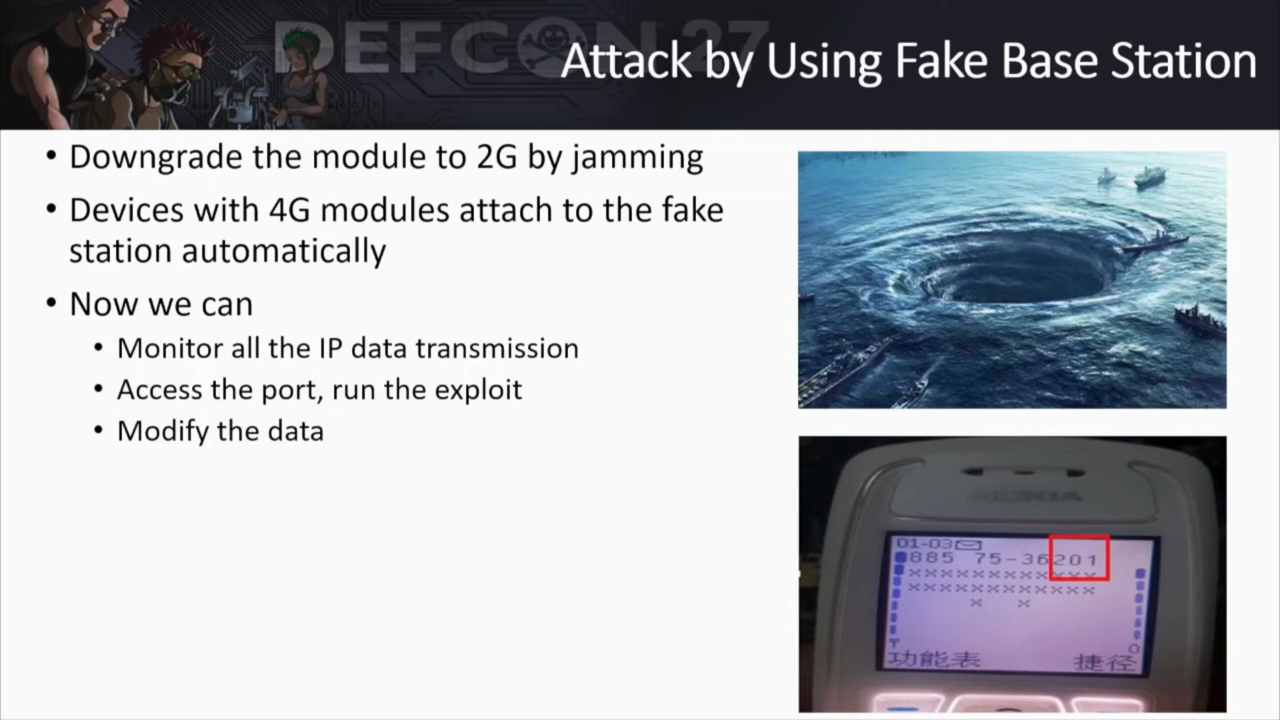 DEFCON 27
Attack by Using Fake Base Station
• Downgrade the module to 2G by jamming
• Devices with 4G modules attach to the fake
station automatically
• Now we can
• Monitor all the IP data transmission
• Access the port, run the exploit
• Modify the data
NOKIA
01-03
885 75-36201
×××××××××××××
×××××××××××××
× ×
功能表 捷径